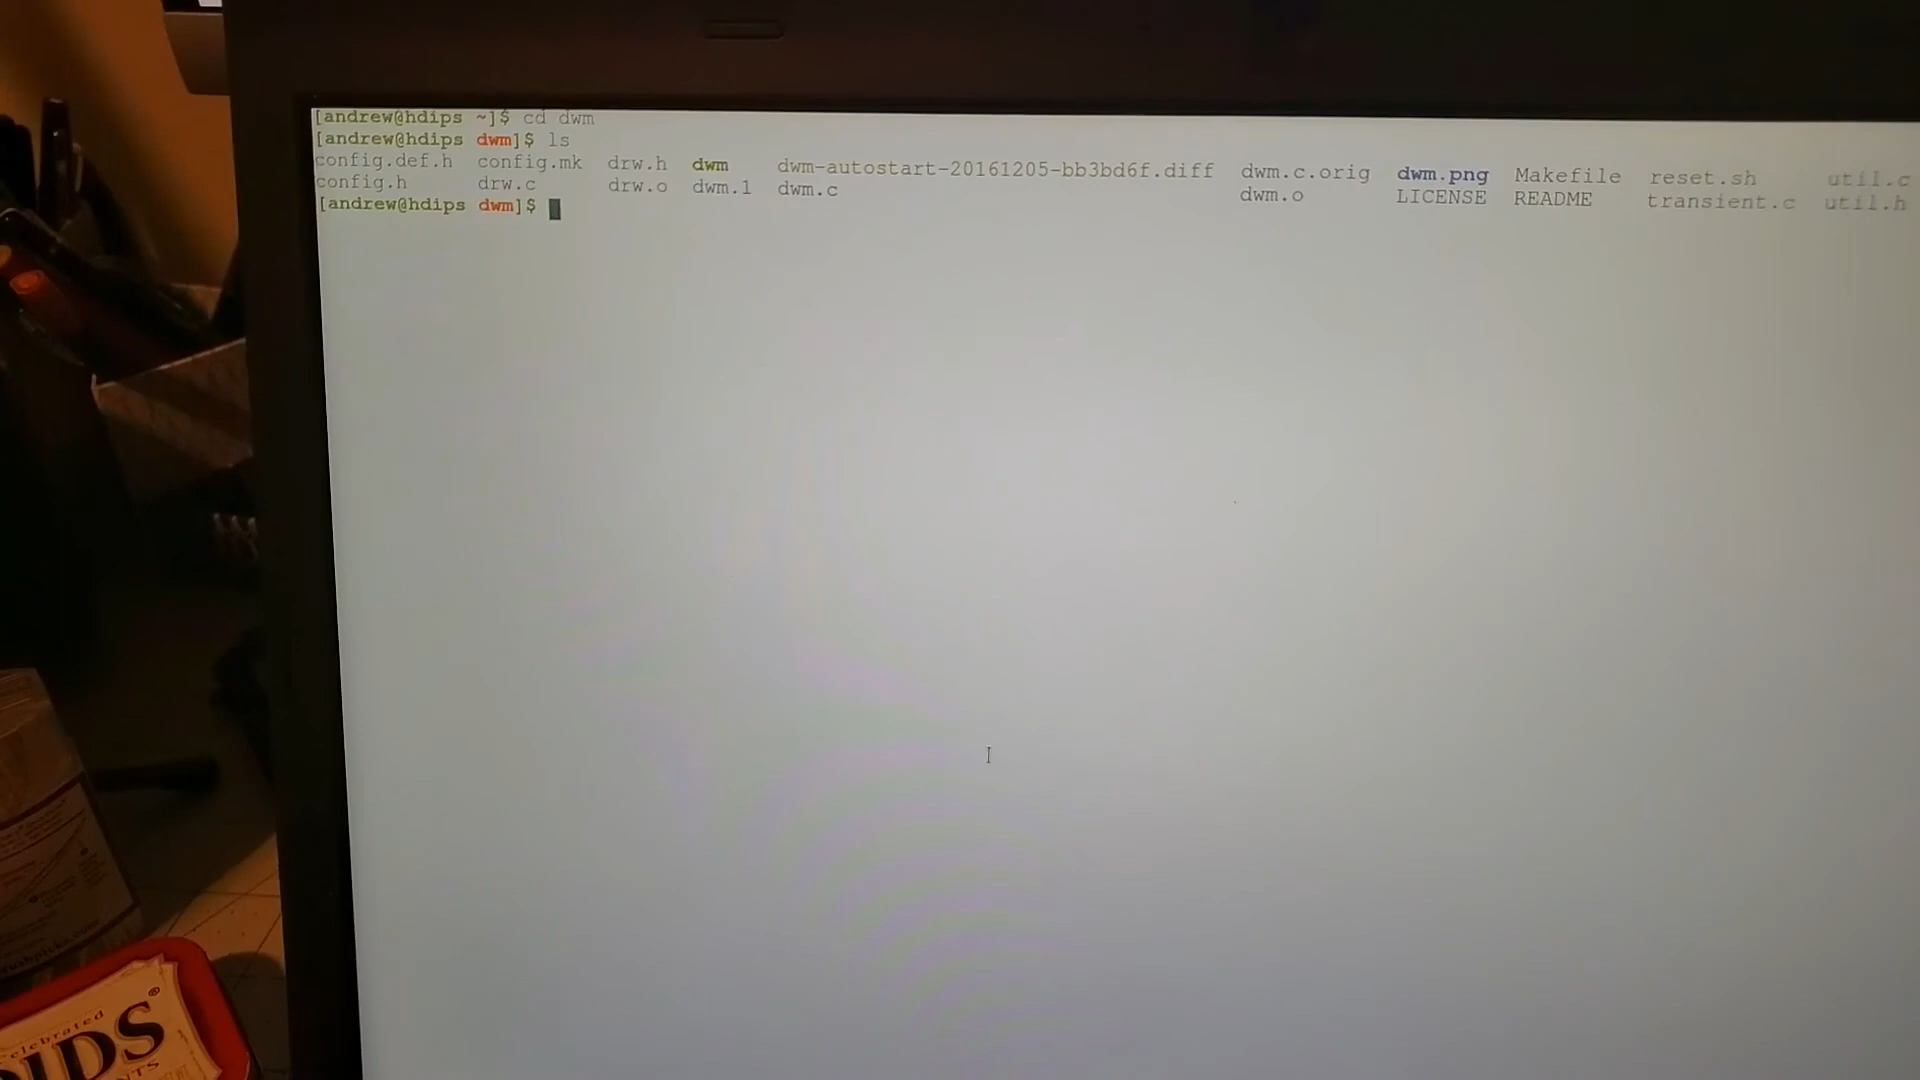 [andrew@hdips ~]$ cd dwm
[andrew@hdips dwm]$ ls
config.def.h config.mk drw.h dwm dwm-autostart-20161205-bb3bd6f.diff dwm.c.orig dwm.png Makefile reset.sh util.c
config.h drw.c drw.o dwm.1 dwm.c dwm.o LICENSE README transient.c util.h
[andrew@hdips dwm]$
celebrated